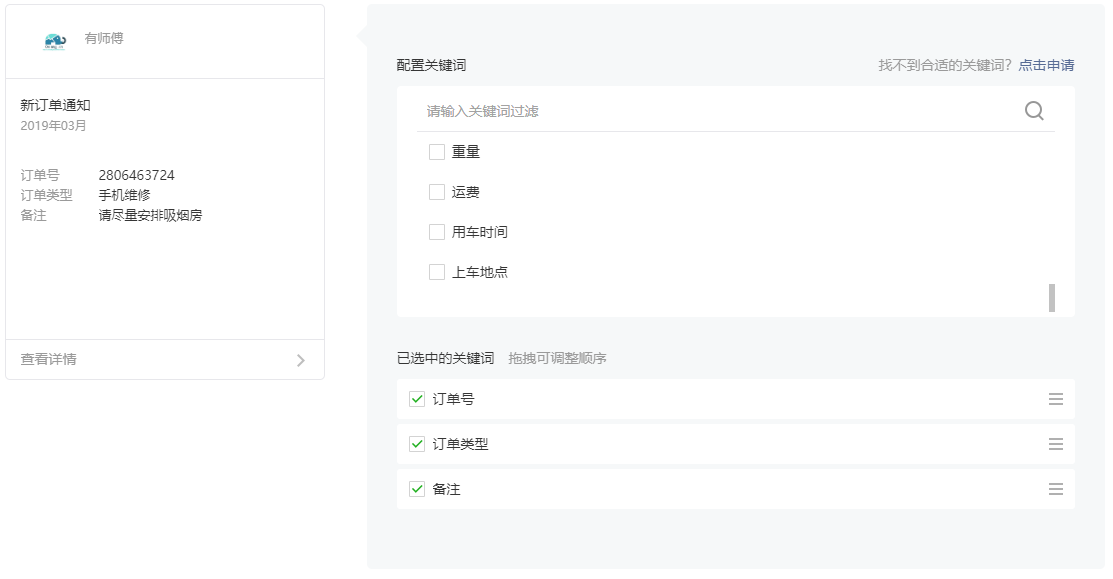 有师傅
新订单通知
2019年03月
订单号 2806463724
订单类型 手机维修
备注 请尽量安排吸烟房
查看详情
配置关键词 找不到合适的关键词？点击申请
请输入关键词过滤
重量
运费
用车时间
上车地点
已选中的关键词 拖拽可调整顺序
订单号
订单类型
备注